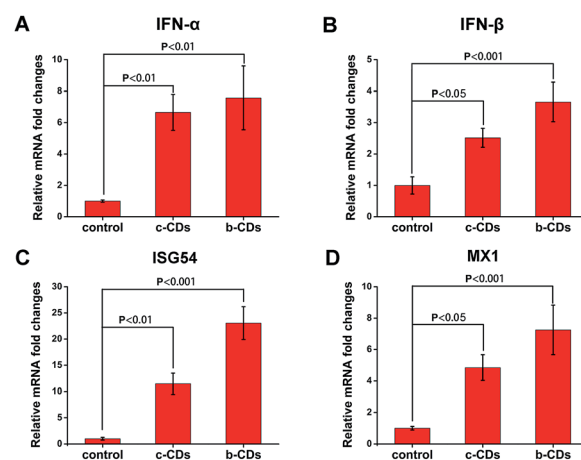 A
IFN-α
Relative mRNA fold changes
10
8
6
4
2
0
P<0.01
P<0.01
control
c-CDs
b-CDs
B
IFN-β
Relative mRNA fold changes
5
4
3
2
1
0
P<0.001
P<0.05
control
c-CDs
b-CDs
C
ISG54
Relative mRNA fold changes
30
25
20
15
10
5
0
P<0.001
P<0.01
control
c-CDs
b-CDs
D
MX1
Relative mRNA fold changes
10
8
6
4
2
0
P<0.001
P<0.05
control
c-CDs
b-CDs